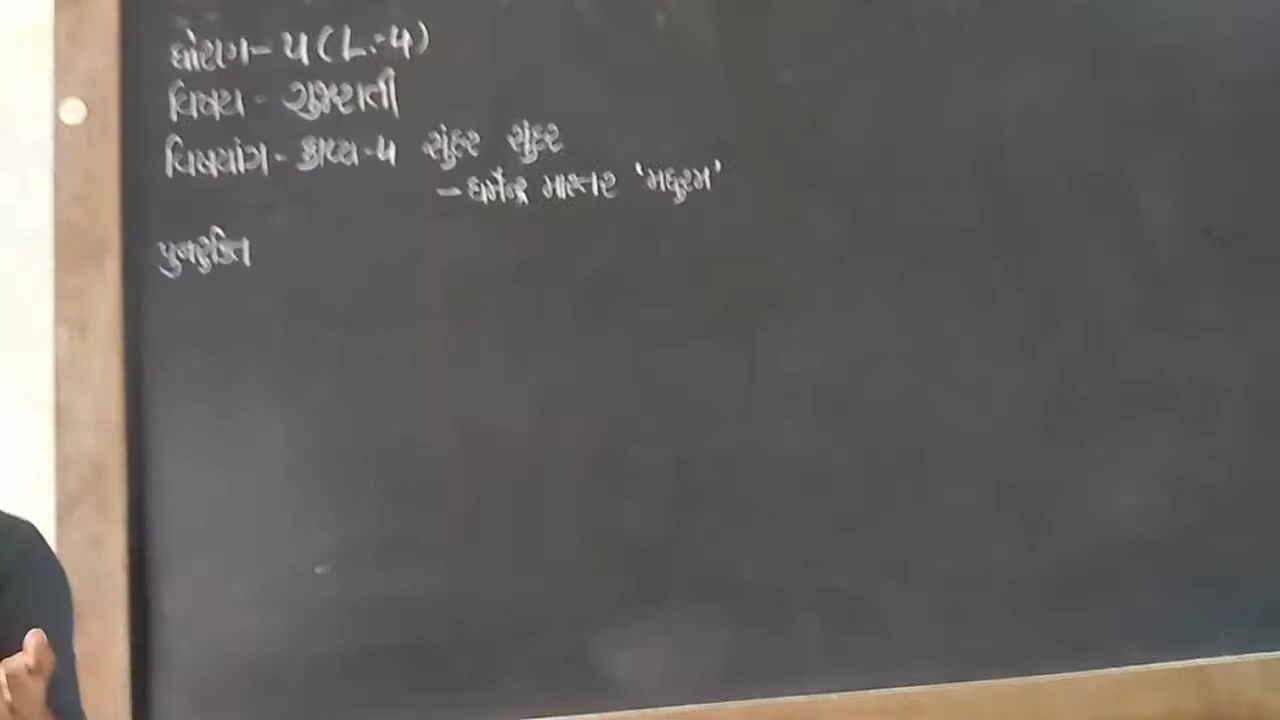 ધોરણ - ૫ (L.-4)
વિષય - ગુજરાતી
વિષયાંગ - કાવ્ય -૫ સુંદર સુંદર
- ધર્મેન્દ્ર માસ્તર 'મધુરમ'
પુનરુક્તિ